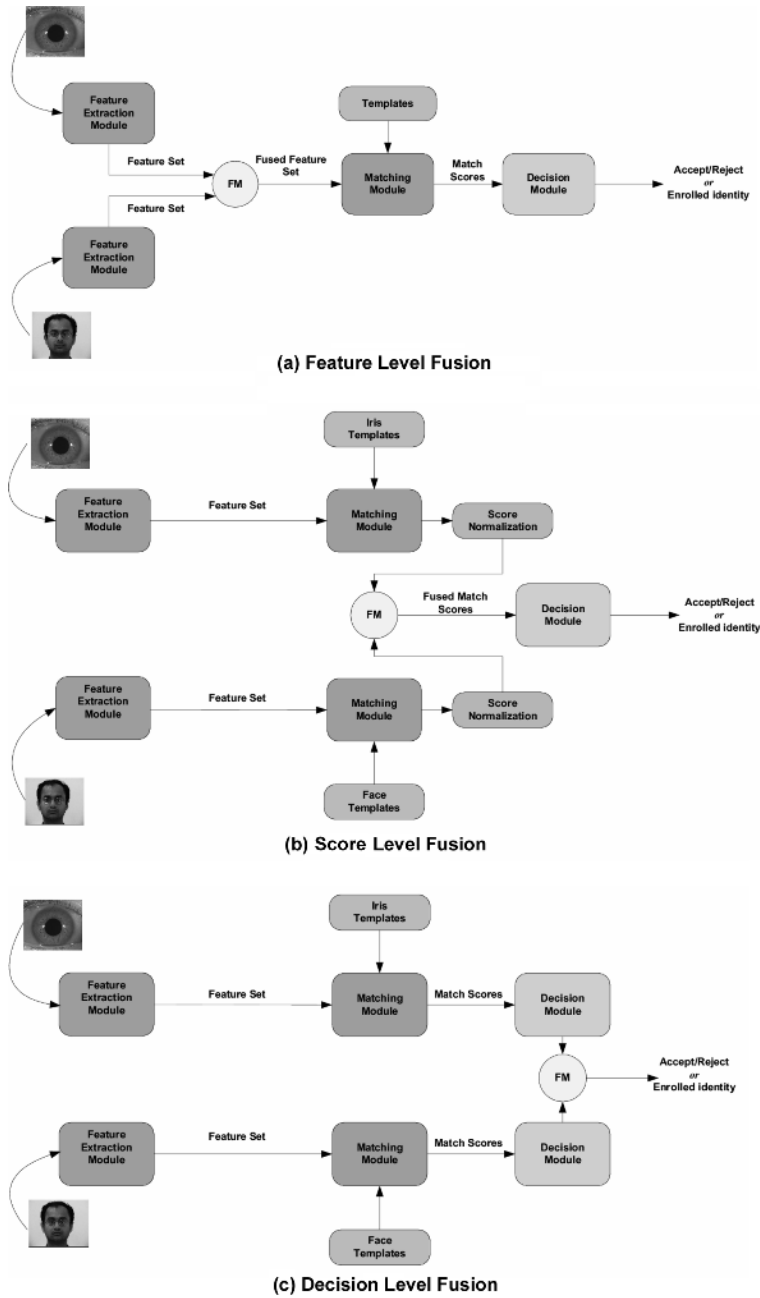 Feature
Extraction
Module
Feature Set
Feature Set
Feature
Extraction
Module
FM
Fused Feature
Set
Templates
Matching
Module
Match
Scores
Decision
Module
Accept/Reject
or
Enrolled identity
(a) Feature Level Fusion
Iris
Templates
Feature
Extraction
Module
Feature Set
Matching
Module
Score
Normalization
FM
Fused Match
Scores
Decision
Module
Accept/Reject
or
Enrolled identity
Feature
Extraction
Module
Feature Set
Matching
Module
Score
Normalization
Face
Templates
(b) Score Level Fusion
Iris
Templates
Feature
Extraction
Module
Feature Set
Matching
Module
Match Scores
Decision
Module
FM
Accept/Reject
or
Enrolled identity
Feature
Extraction
Module
Feature Set
Matching
Module
Match Scores
Decision
Module
Face
Templates
(c) Decision Level Fusion